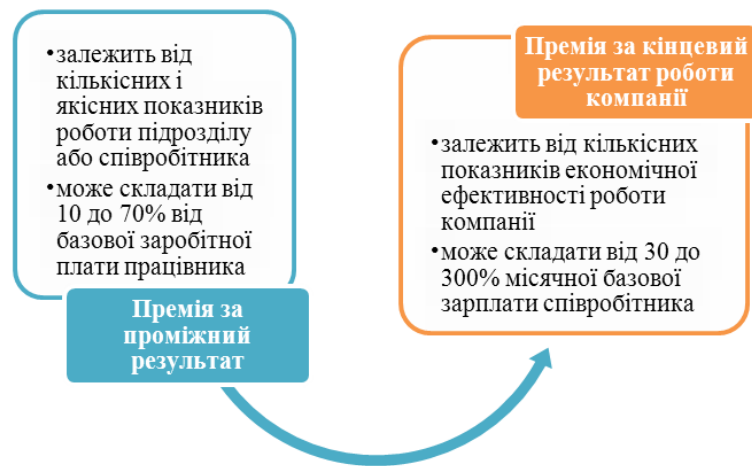 •залежить від
кількісних і
якісних показників
роботи підрозділу
або співробітника
•може складати від
10 до 70% від
базової заробітної
плати працівника
Премія за
проміжний
результат
Премія за кінцевий
результат роботи
компанії
•залежить від кількісних
показників економічної
ефективності роботи
компанії
•може складати від 30 до
300% місячної базової
зарплати співробітника